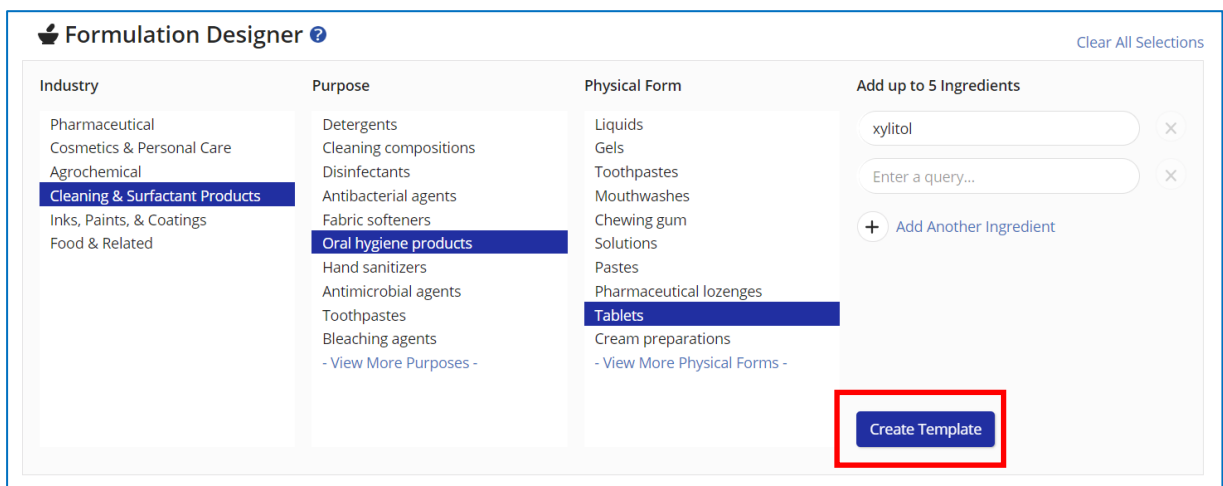 Formulation Designer ?
Clear All Selections
Industry
Pharmaceutical
Cosmetics & Personal Care
Agrochemical
Cleaning & Surfactant Products
Inks, Paints, & Coatings
Food & Related
Purpose
Detergents
Cleaning compositions
Disinfectants
Antibacterial agents
Fabric softeners
Oral hygiene products
Hand sanitizers
Antimicrobial agents
Toothpastes
Bleaching agents
- View More Purposes -
Physical Form
Liquids
Gels
Toothpastes
Mouthwashes
Chewing gum
Solutions
Pastes
Pharmaceutical lozenges
Tablets
Cream preparations
- View More Physical Forms -
Add up to 5 Ingredients
xylitol
Enter a query...
+ Add Another Ingredient
Create Template